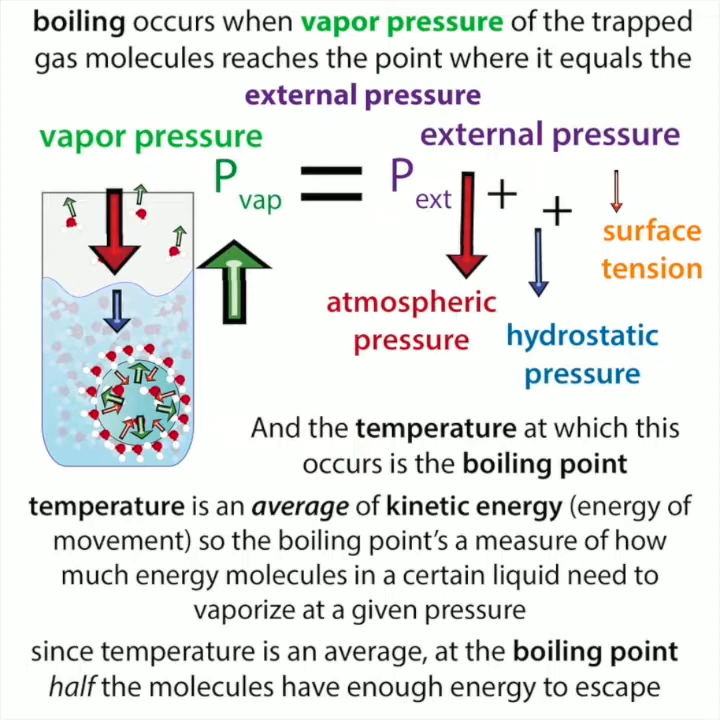 boiling occurs when vapor pressure of the trapped
gas molecules reaches the point where it equals the
external pressure
vapor pressure
external pressure
P vap = P ext + +
surface
tension
atmospheric
pressure
hydrostatic
pressure
And the temperature at which this
occurs is the boiling point
temperature is an average of kinetic energy (energy of
movement) so the boiling point's a measure of how
much energy molecules in a certain liquid need to
vaporize at a given pressure
since temperature is an average, at the boiling point
half the molecules have enough energy to escape